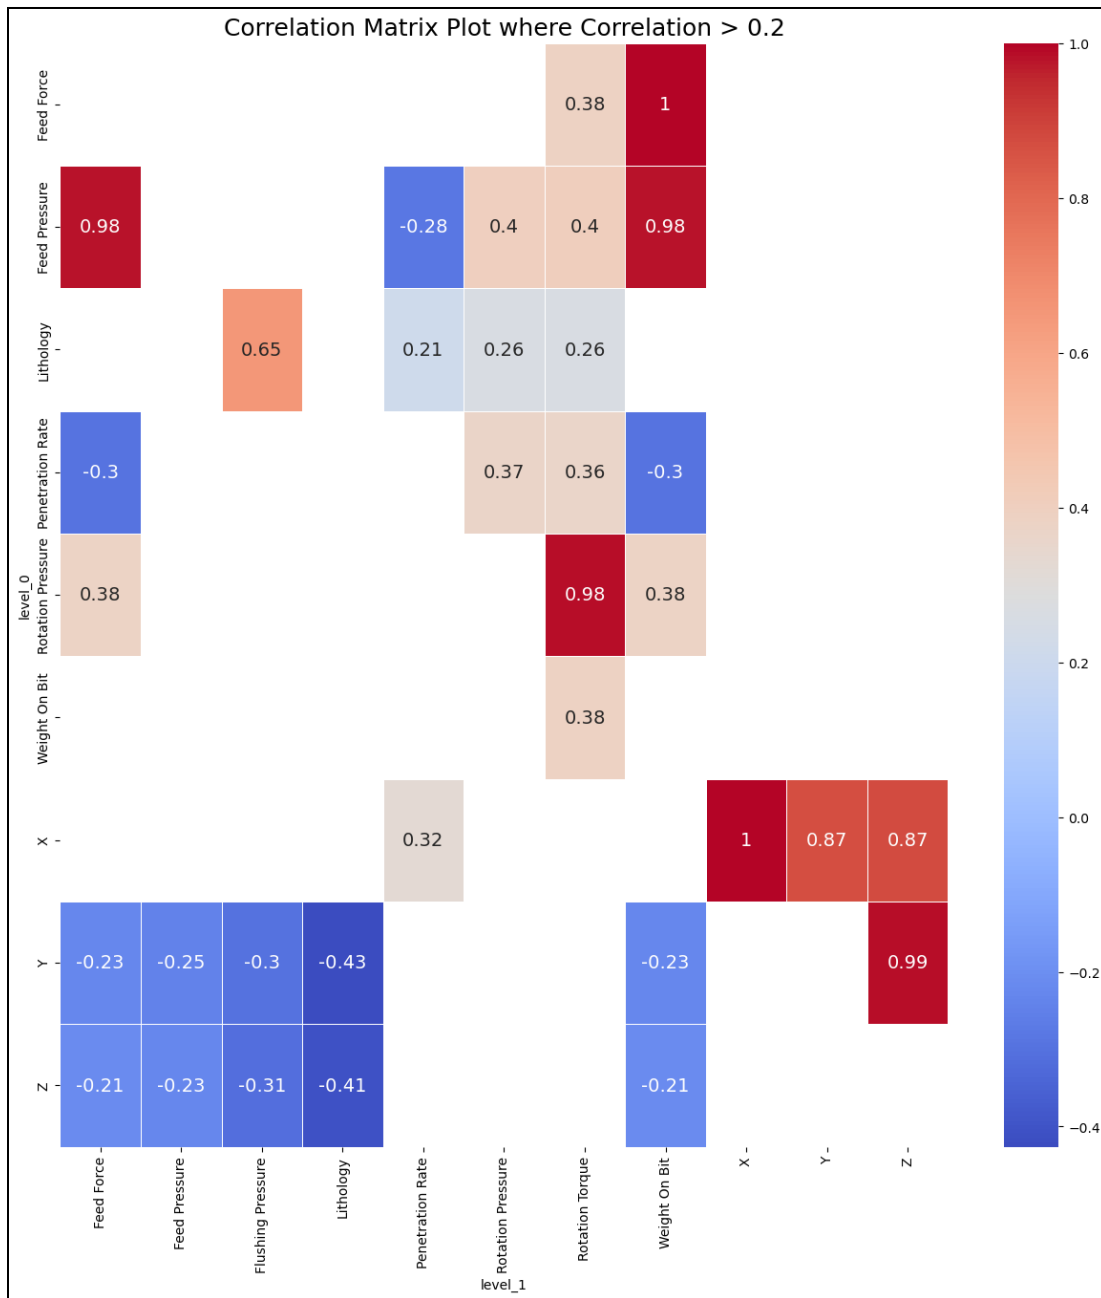 Correlation Matrix Plot where Correlation > 0.2
level_0
Feed Force
0.38 1
Feed Pressure
0.98 -0.28 0.4 0.4 0.98
Lithology
0.65 0.21 0.26 0.26
Penetration Rate
-0.3 0.37 0.36 -0.3
Rotation Pressure
0.38 0.98 0.38
Weight On Bit
0.38
X
0.32 1 0.87 0.87
Y
-0.23 -0.25 -0.3 -0.43 -0.23 0.99
Z
-0.21 -0.23 -0.31 -0.41 -0.21
Feed Force
Feed Pressure
Flushing Pressure
Lithology
Penetration Rate
Rotation Pressure
Rotation Torque
Weight On Bit
X
Y
Z
level_1
1.0
0.8
0.6
0.4
0.2
0.0
−0.2
−0.4